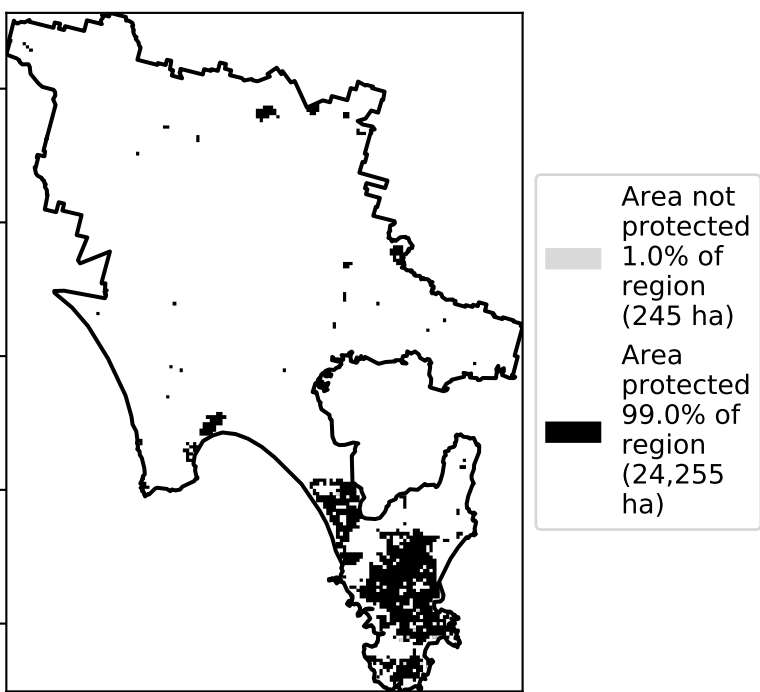 Area not
protected
1.0% of
region
(245 ha)
Area
protected
99.0% of
region
(24,255
ha)